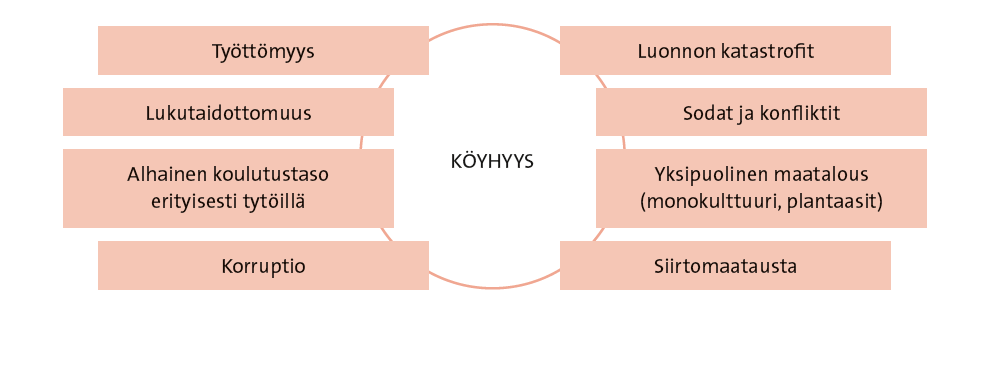 Työttömyys
Lukutaidottomuus
Alhainen koulutustaso
erityisesti tytöillä
Korruptio
KÖYHYYS
Luonnon katastrofit
Sodat ja konfliktit
Yksipuolinen maatalous
(monokulttuuri, plantaasit)
Siirtomaatausta